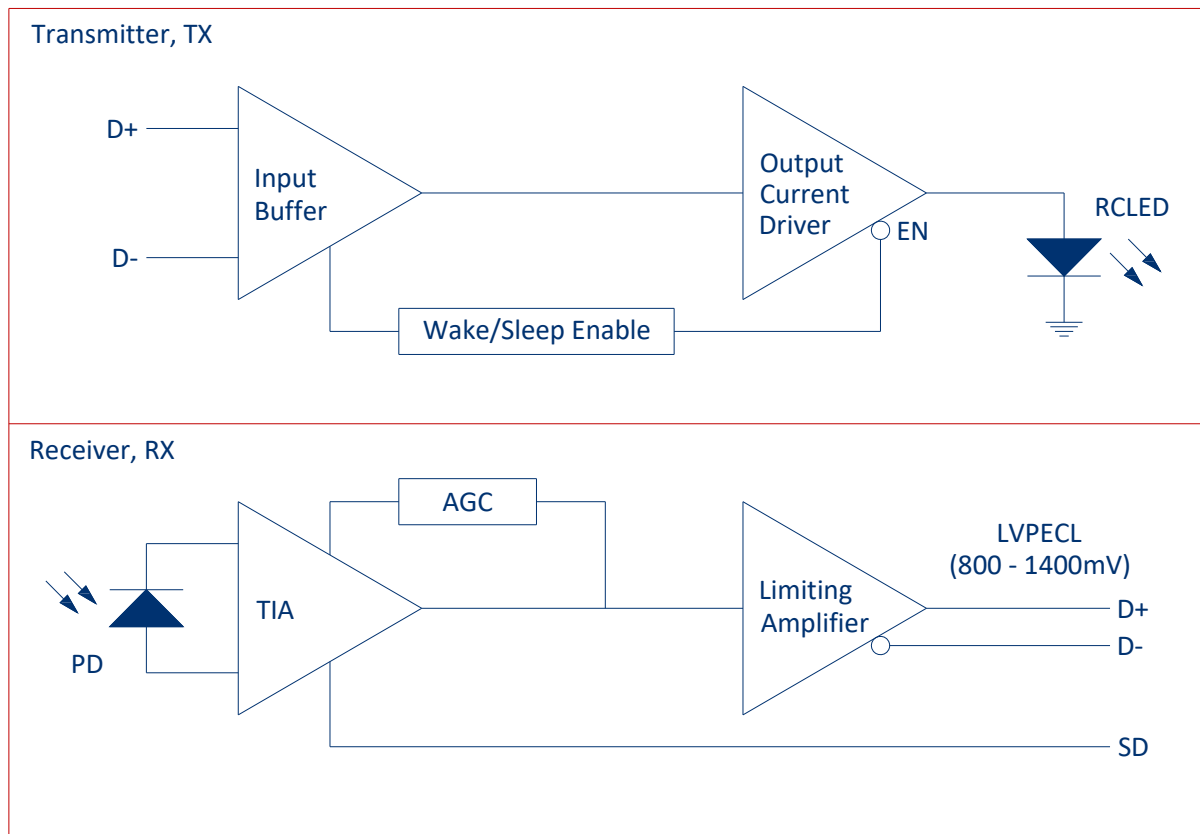 Transmitter, TX
D+
D-
Input
Buffer
Output
Current
Driver
EN
RCLED
Wake/Sleep Enable
Receiver, RX
AGC
PD
TIA
Limiting
Amplifier
LVPECL
(800 - 1400mV)
D+
D-
SD